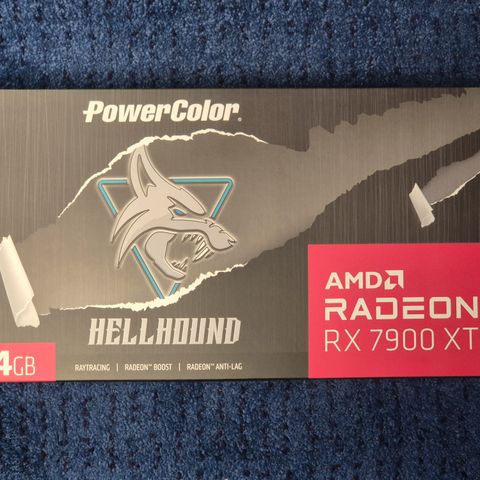 PowerColor®
HELLHOUND
4GB
RAYTRACING | RADEON™ BOOST | RADEON™ ANTI-LAG
AMD
RADEON
RX 7900 XT